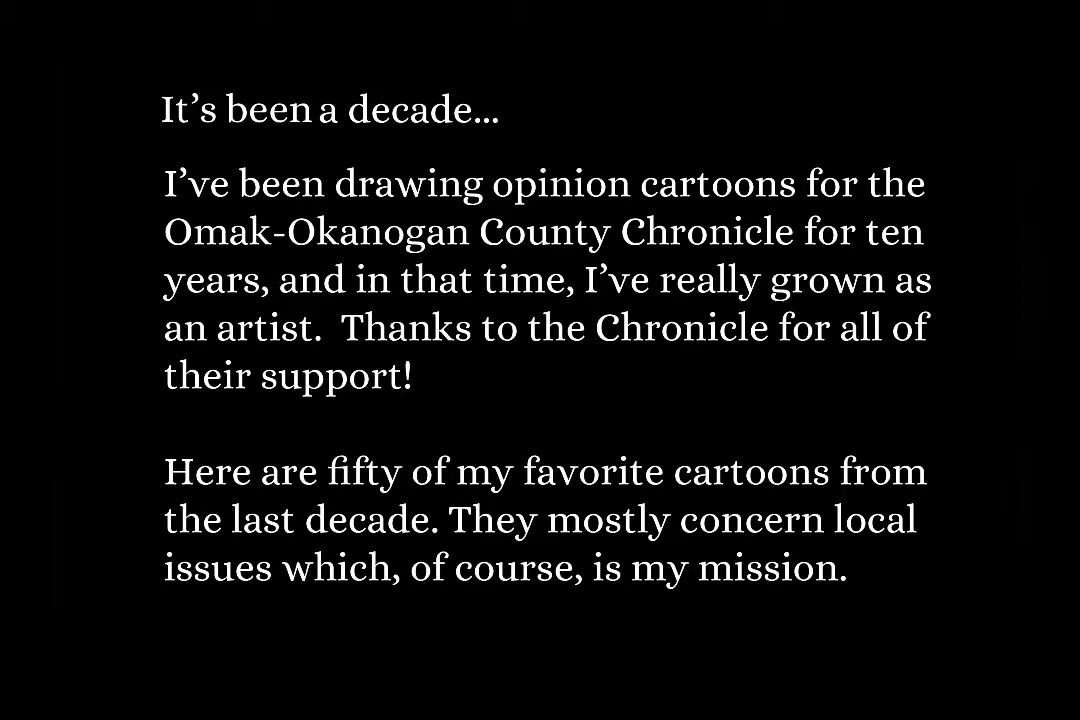 It’s been a decade...
I’ve been drawing opinion cartoons for the
Omak-Okanogan County Chronicle for ten
years, and in that time, I’ve really grown as
an artist.  Thanks to the Chronicle for all of
their support!
Here are fifty of my favorite cartoons from
the last decade. They mostly concern local
issues which, of course, is my mission.